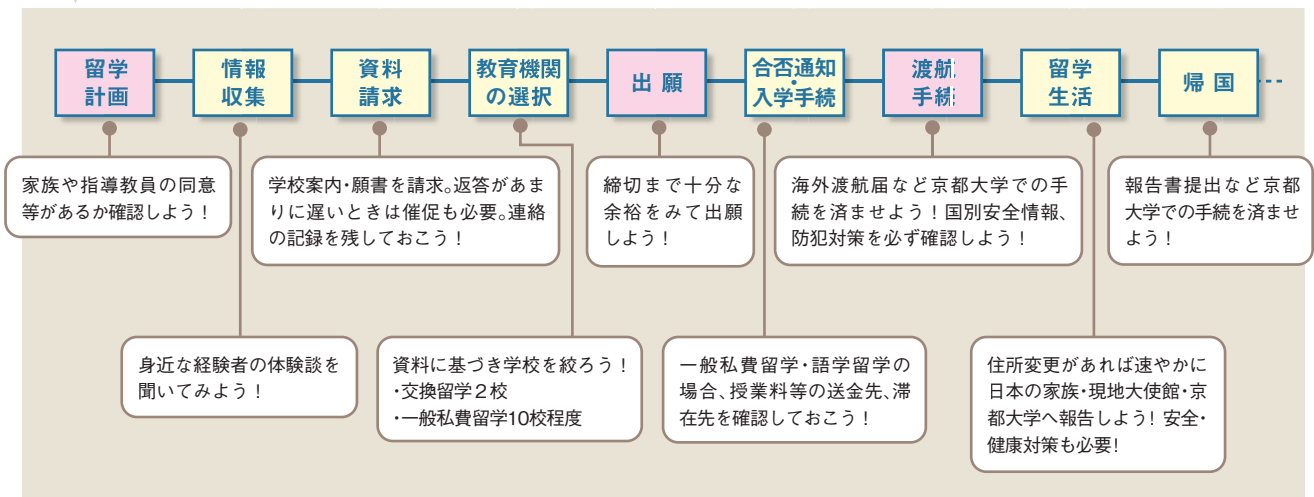 留学
計画
情報
収集
資料
請求
教育機関
の選択
出願
合否通知
・
入学手続
渡航
手続
留学
生活
帰国
家族や指導教員の同意
等があるか確認しよう！
学校案内・願書を請求。返答があま
りに遅いときは催促も必要。連絡
の記録を残しておこう！
締切まで十分な
余裕をみて出願
しよう！
海外渡航届など京都大学での手
続を済ませよう！国別安全情報、
防犯対策を必ず確認しよう！
報告書提出など京都
大学での手続を済ませ
よう！
身近な経験者の体験談を
聞いてみよう！
資料に基づき学校を絞ろう！
・交換留学２校
・一般私費留学10校程度
一般私費留学・語学留学の
場合、授業料等の送金先、滞
在先を確認しておこう！
住所変更があれば速やかに
日本の家族・現地大使館・京
都大学へ報告しよう！安全・
健康対策も必要！